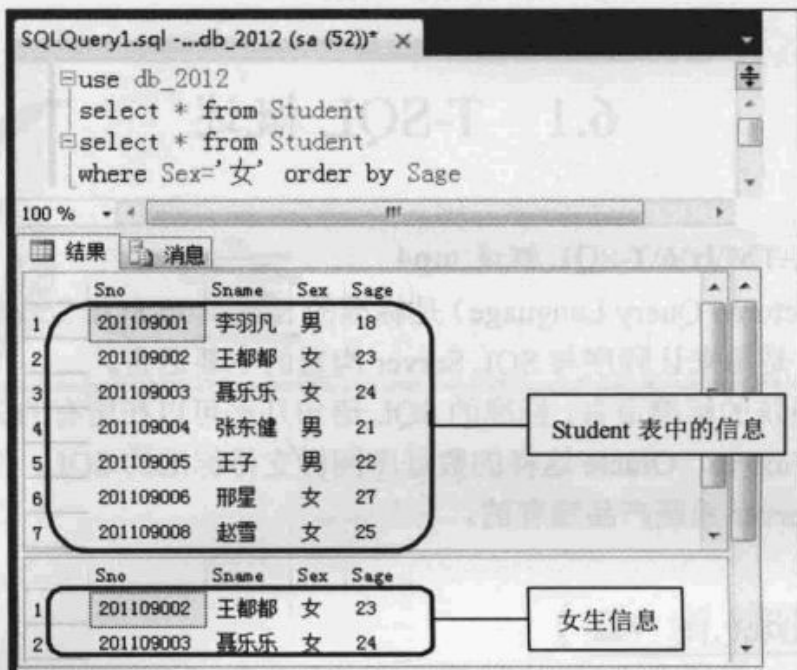 SQLQuery1.sql -...db_2012 (sa (52))* ×
use db_2012
select * from Student
select * from Student
where Sex='女' order by Sage
100 %
结果 消息
Sno Sname Sex Sage
1 201109001 李羽凡 男 18
2 201109002 王都都 女 23
3 201109003 聂乐乐 女 24
4 201109004 张东健 男 21
5 201109005 王子 男 22
6 201109006 邢星 女 27
7 201109008 赵雪 女 25
Student 表中的信息
Sno Sname Sex Sage
1 201109002 王都都 女 23
2 201109003 聂乐乐 女 24
女生信息